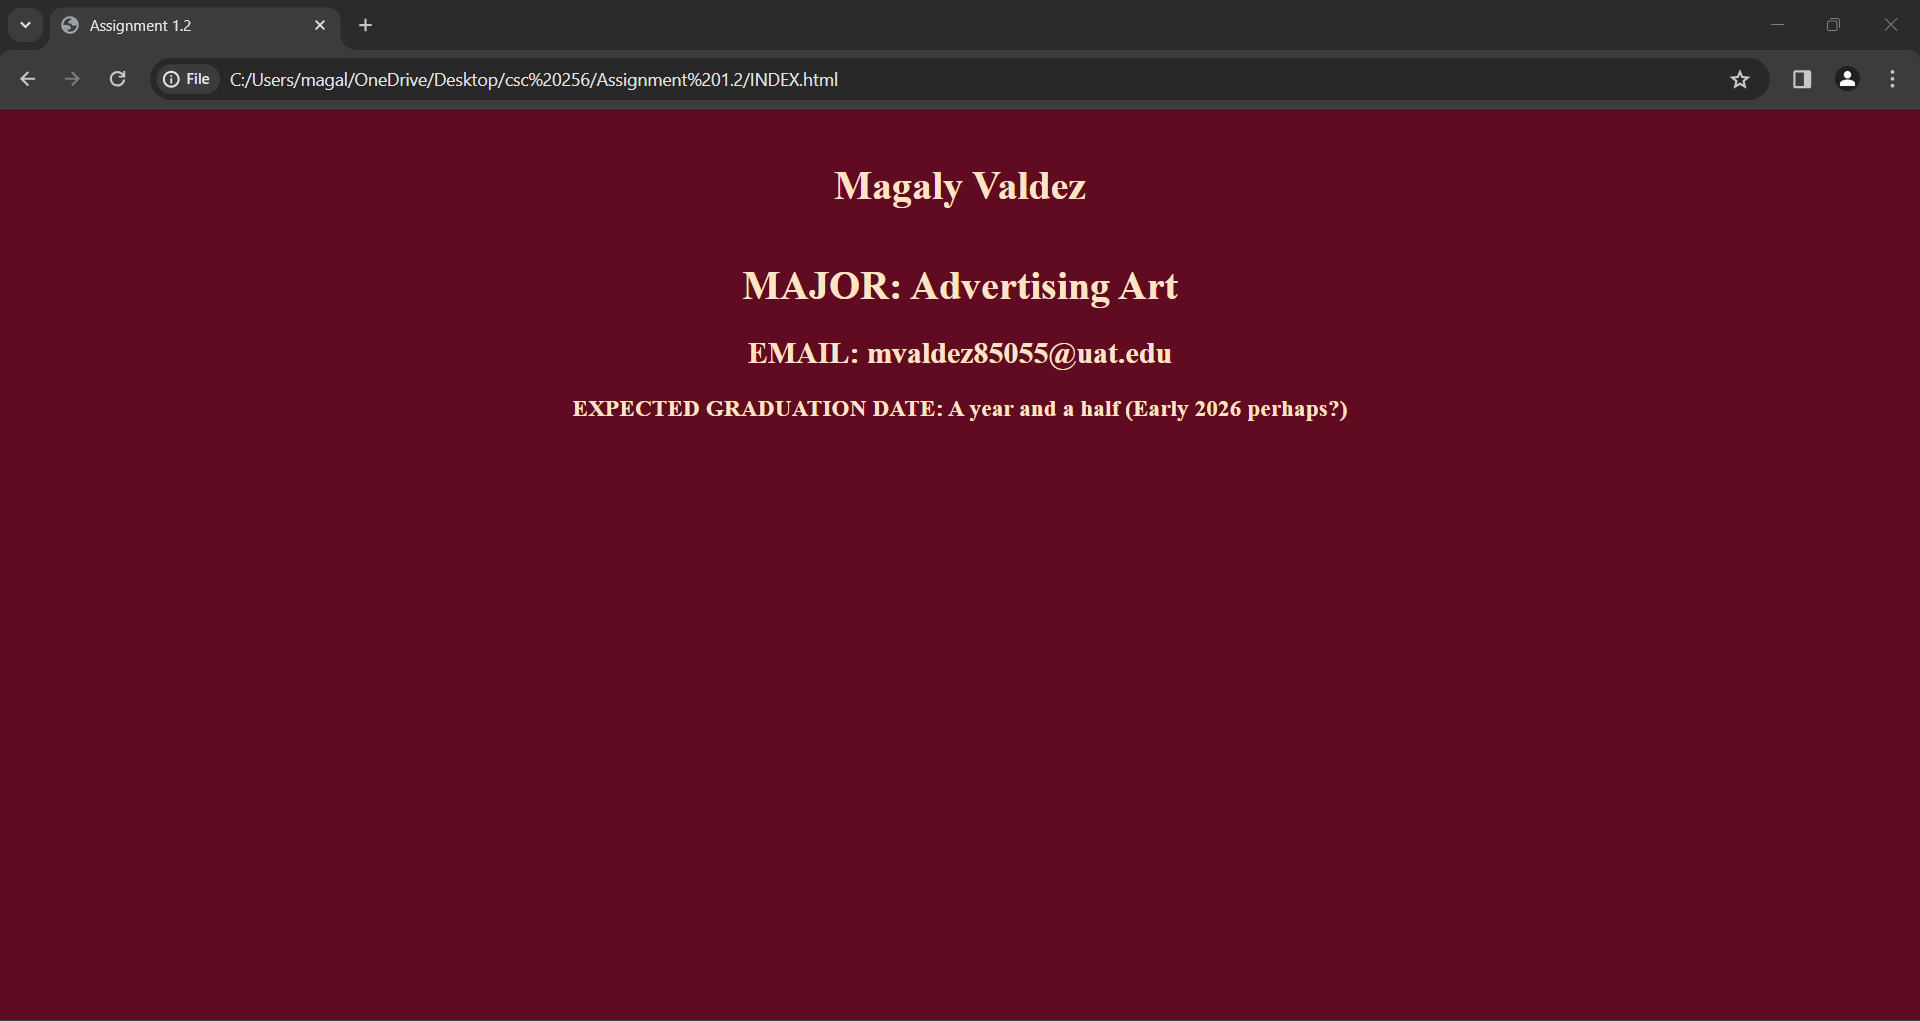 Assignment 1.2
File C:/Users/magal/OneDrive/Desktop/csc%20256/Assignment%201.2/INDEX.html
Magaly Valdez
MAJOR: Advertising Art
EMAIL: mvaldez85055@uat.edu
EXPECTED GRADUATION DATE: A year and a half (Early 2026 perhaps?)